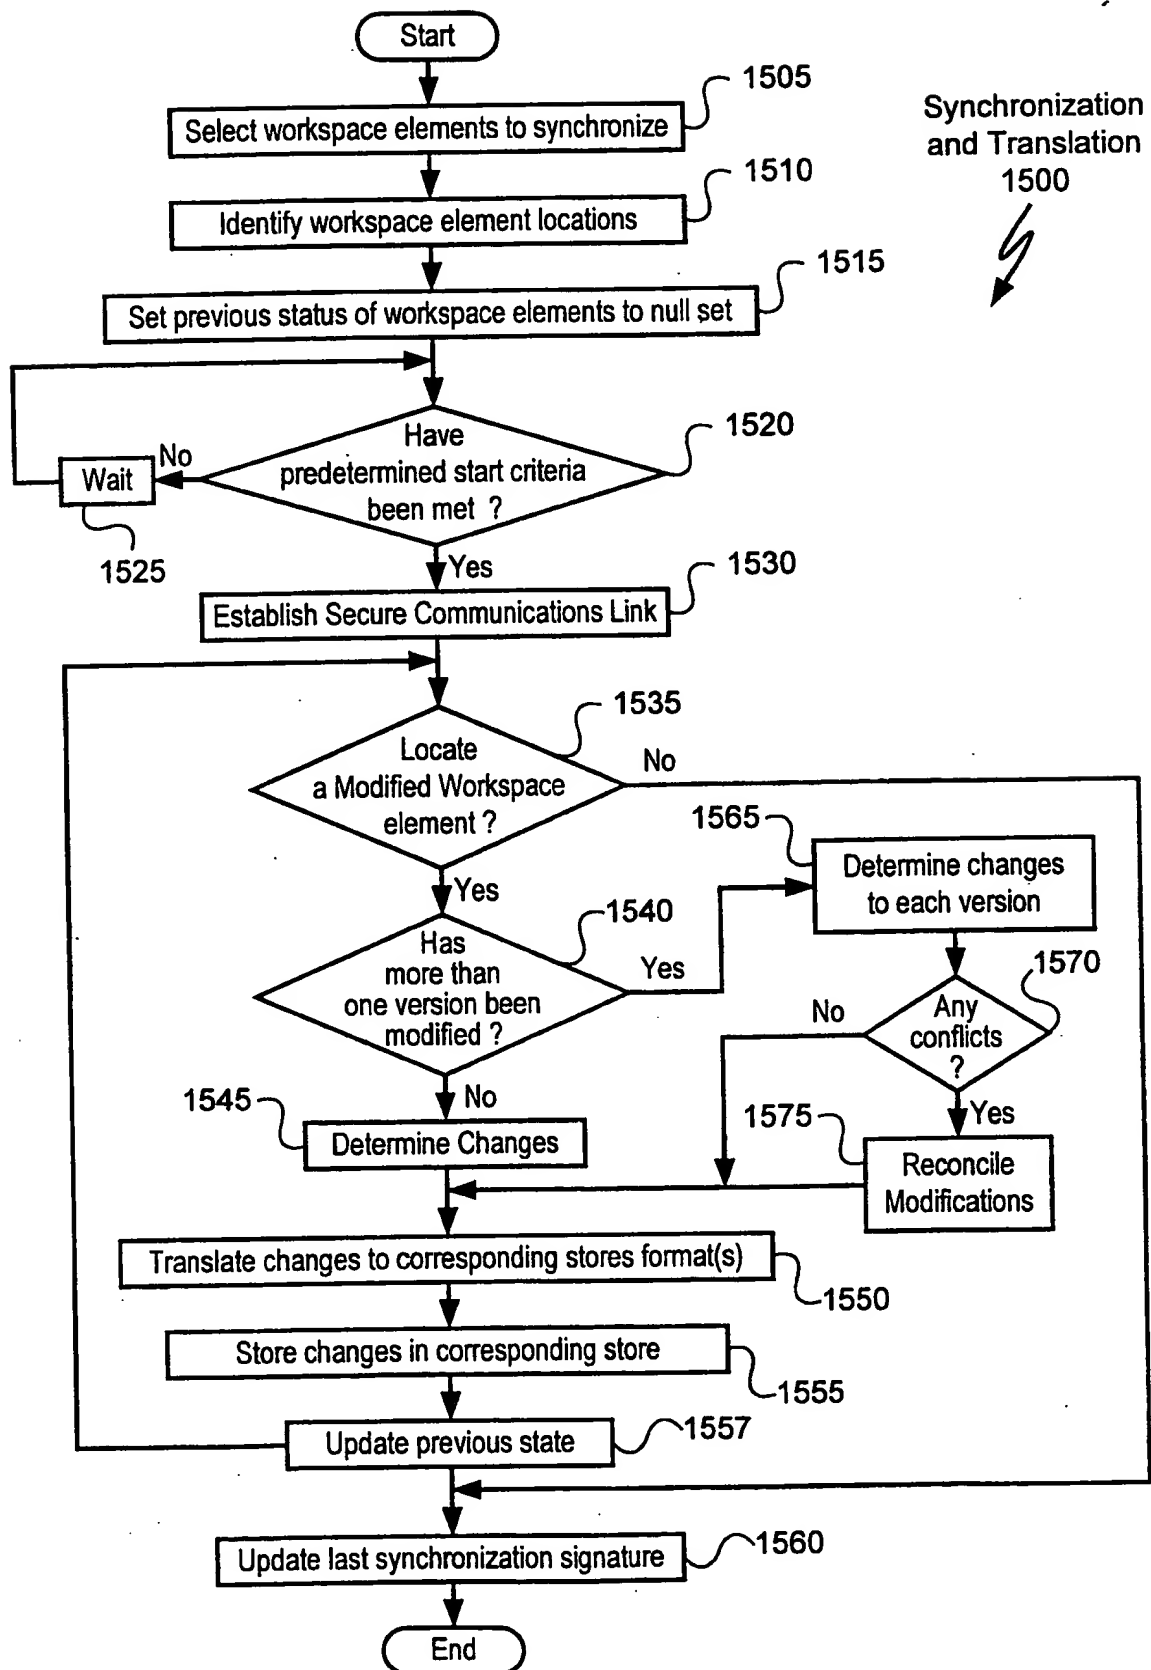 Start
1505
Select workspace elements to synchronize
Synchronization
and Translation
1500
1510
Identify workspace element locations
1515
Set previous status of workspace elements to null set
1520
Have
predetermined start criteria
been met ?
No
Wait
1525
Yes
1530
Establish Secure Communications Link
1535
Locate
a Modified Workspace
element ?
No
Yes
1565
Determine changes
to each version
1540
Has
more than
one version been
modified ?
Yes
1570
Any
conflicts
?
No
No
Yes
1545
Determine Changes
1575
Reconcile
Modifications
Translate changes to corresponding stores format(s)
1550
Store changes in corresponding store
1555
Update previous state
1557
Update last synchronization signature
1560
End